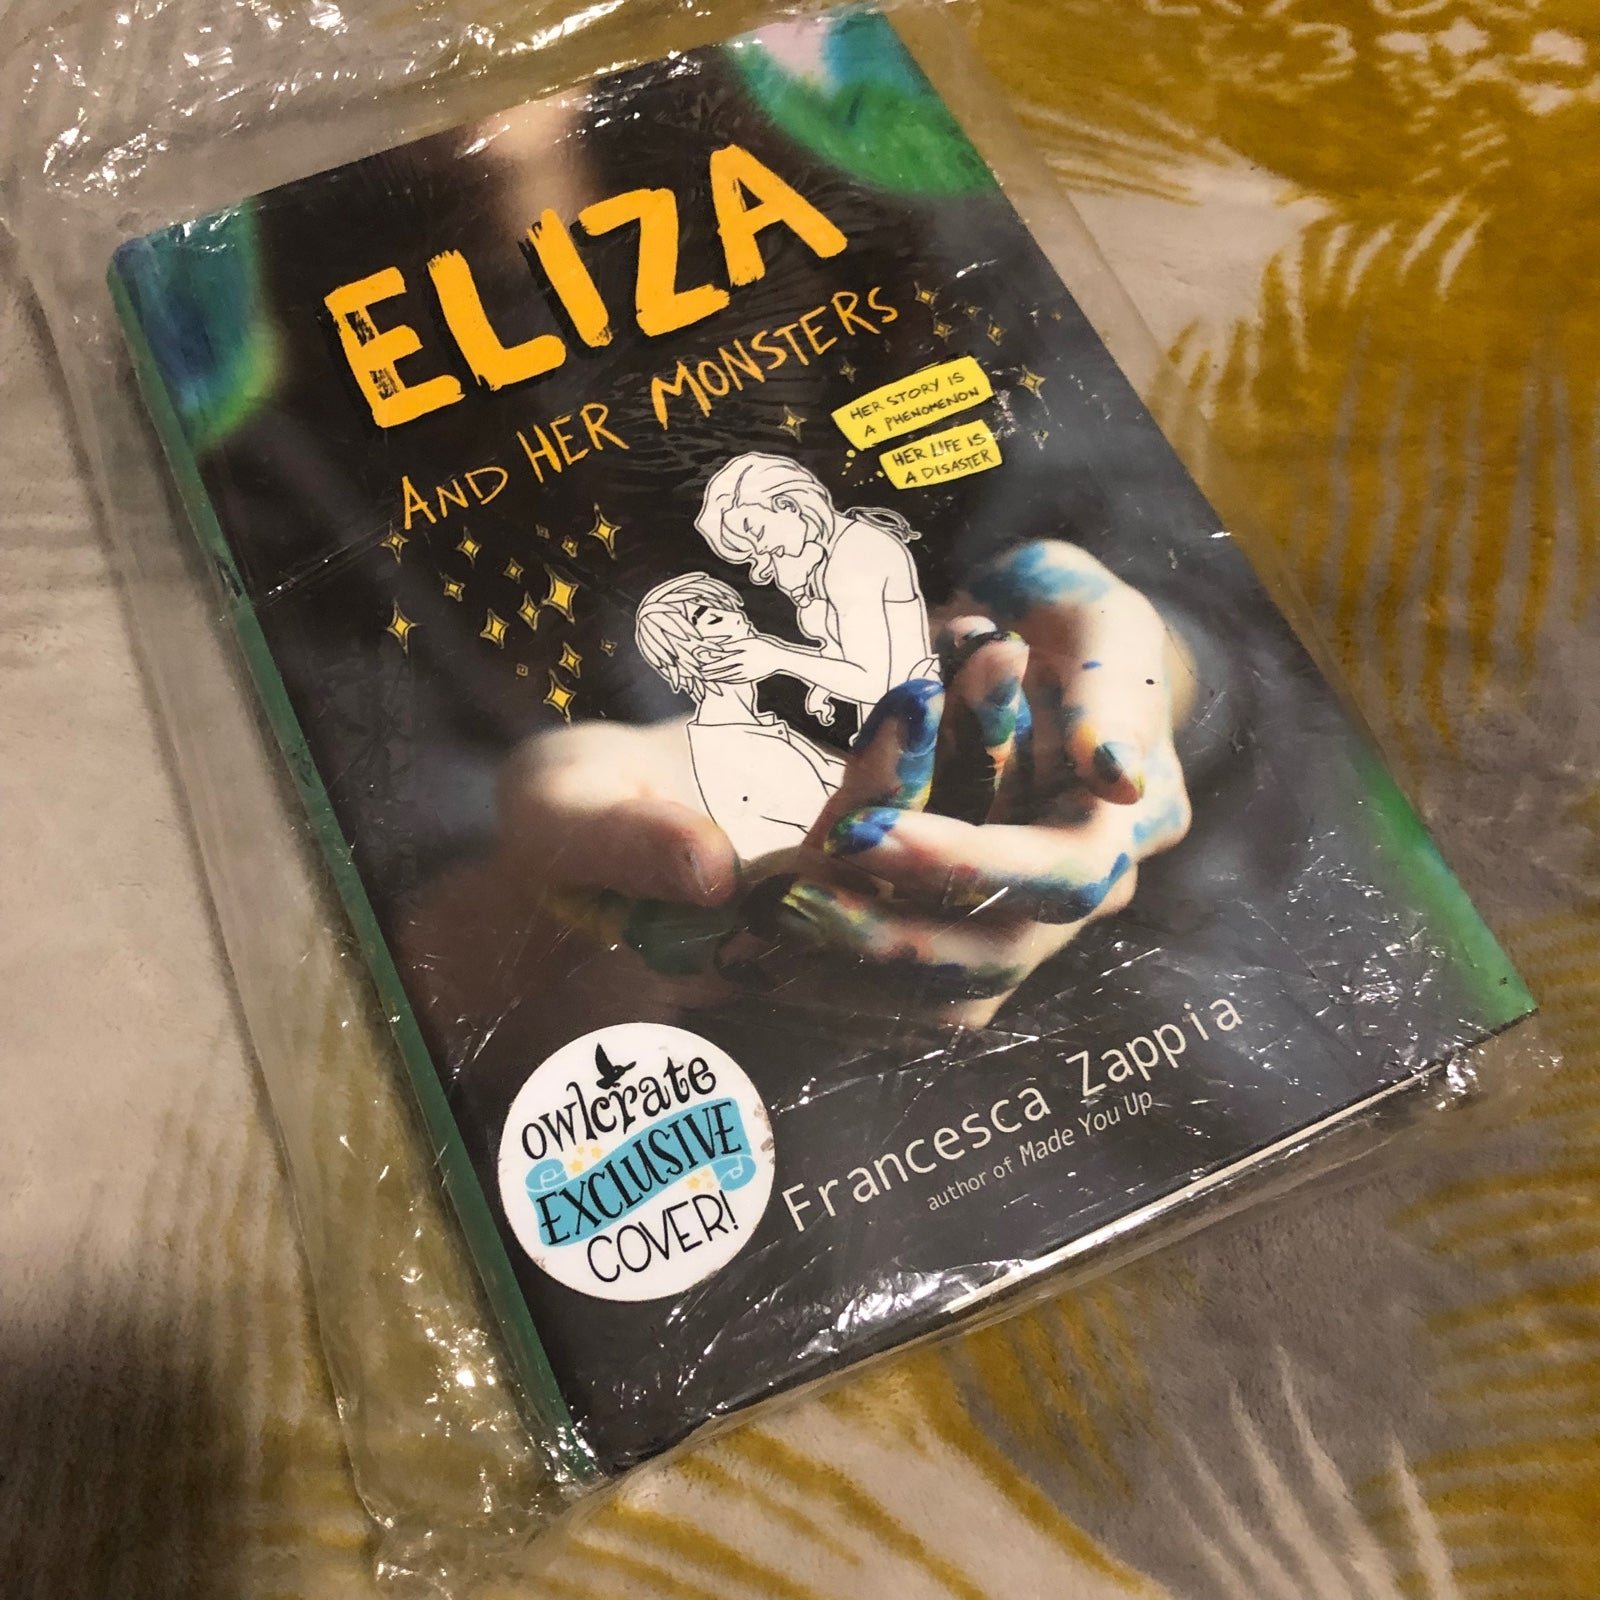 ELIZA
AND HER MONSTERS
HER STORY IS
A PHENOMENON
HER LIFE IS
A DISASTER
owlcrate
EXCLUSIVE
COVER!
Francesca Zappia
author of Made You Up